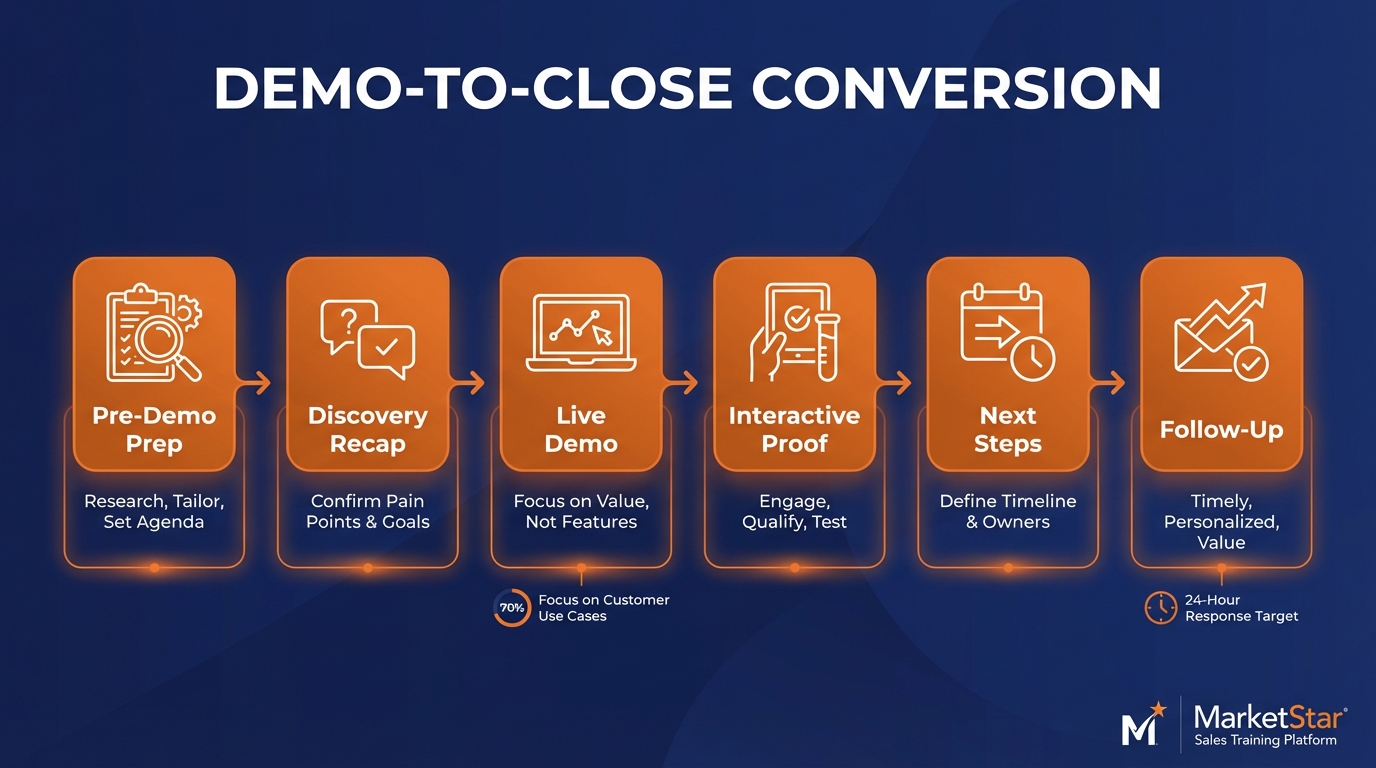 DEMO-TO-CLOSE CONVERSION
Pre-Demo
Prep
Research, Tailor,
Set Agenda
Discovery
Recap
Confirm Pain
Points & Goals
Live
Demo
Focus on Value,
Not Features
70%
Focus on Customer
Use Cases
Interactive
Proof
Engage,
Qualify, Test
Next
Steps
Define Timeline
& Owners
Follow-Up
Timely,
Personalized,
Value
24-Hour
Response Target
M
MarketStar
Sales Training Platform